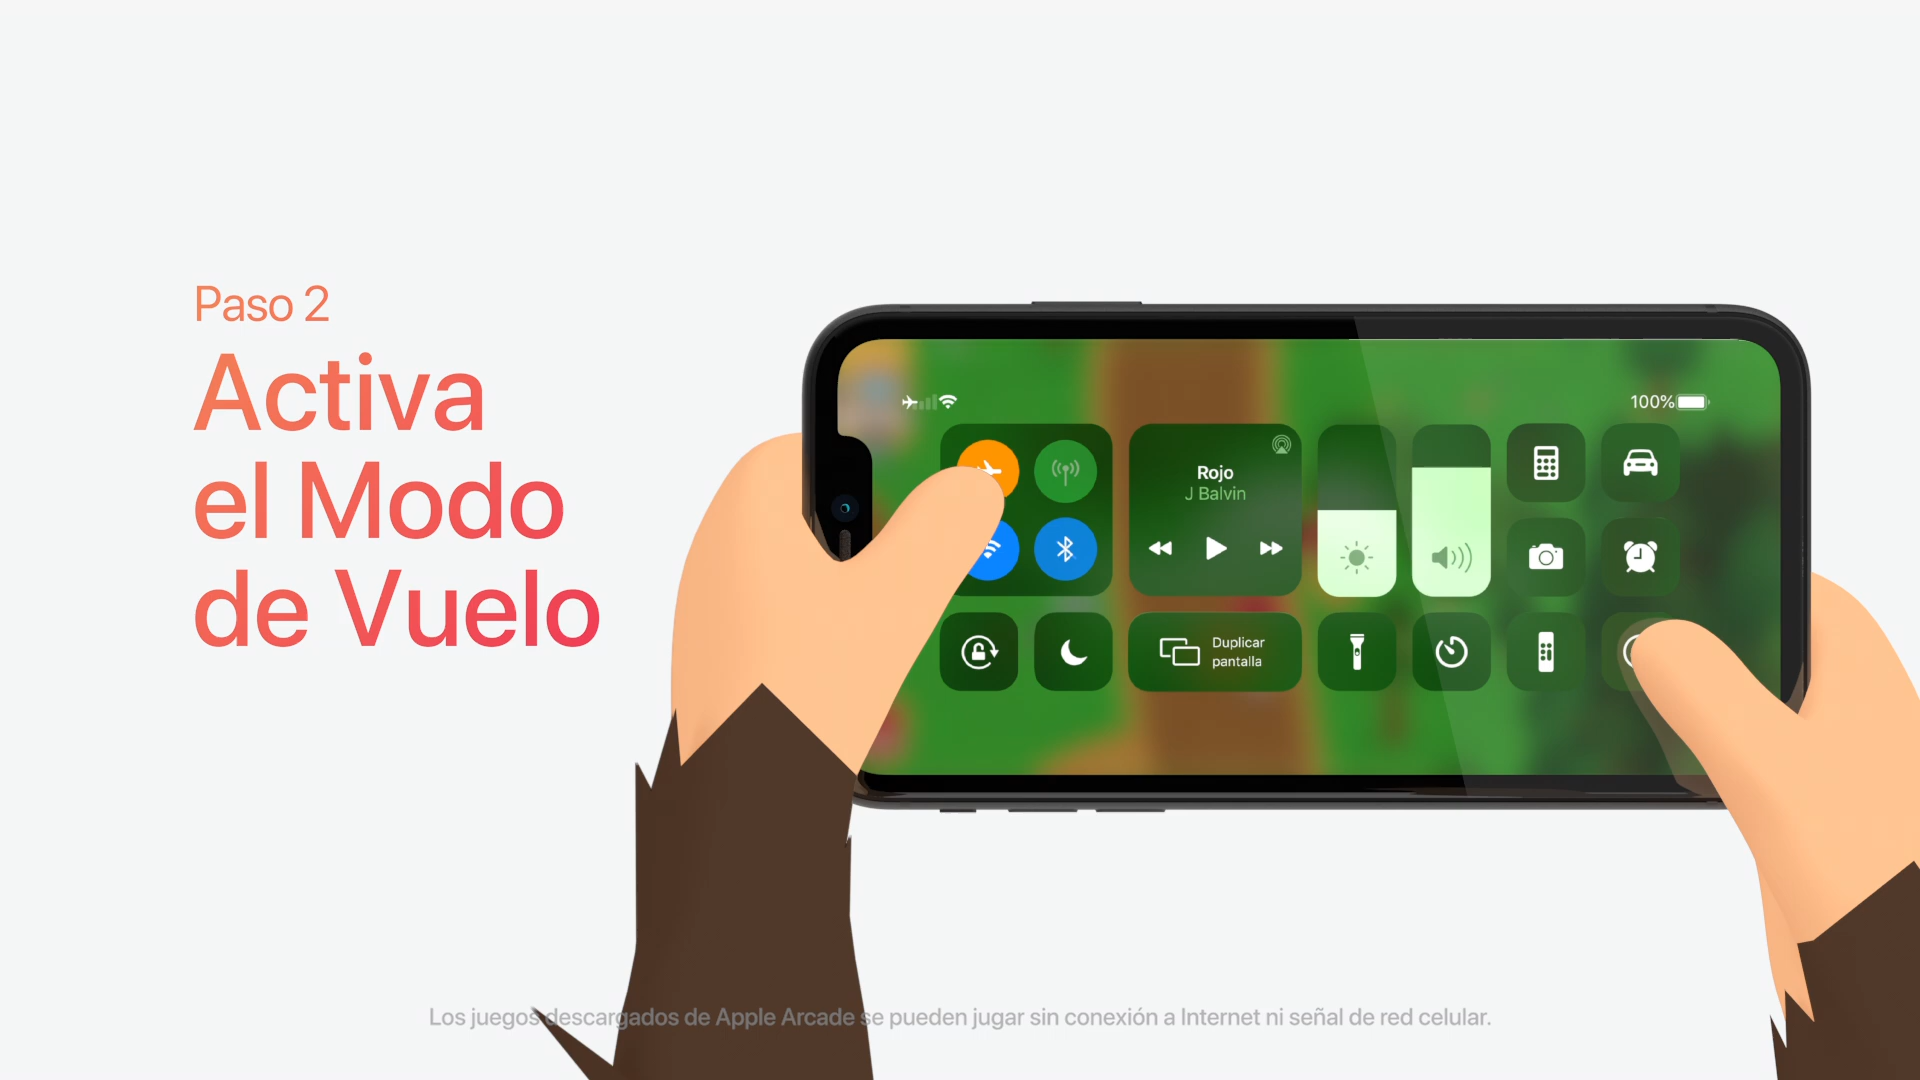 Paso 2
Activa
el Modo
de Vuelo
100%
Rojo
J Balvin
Duplicar
pantalla
Los juegos descargados de Apple Arcade se pueden jugar sin conexión a Internet ni señal de red celular.